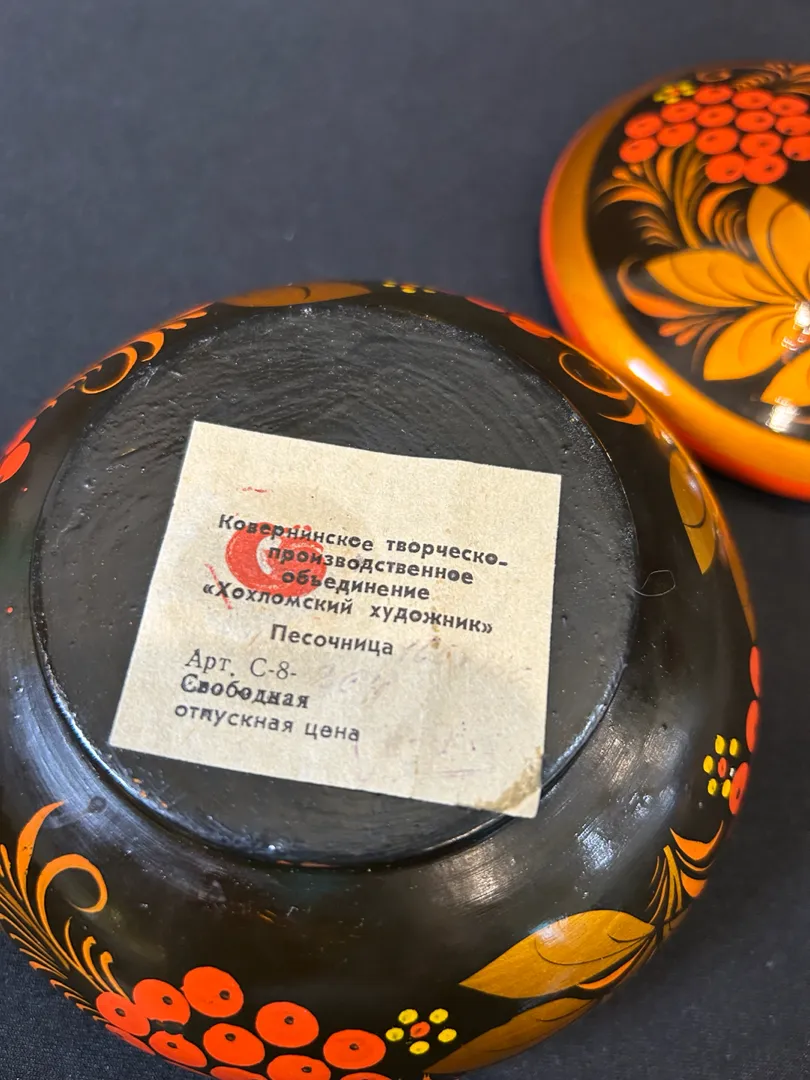 Ковернинское творческо-
производственное
объединение
«Хохломский художник»
Песочница
Арт. С-8-
Свободная
отпускная цена